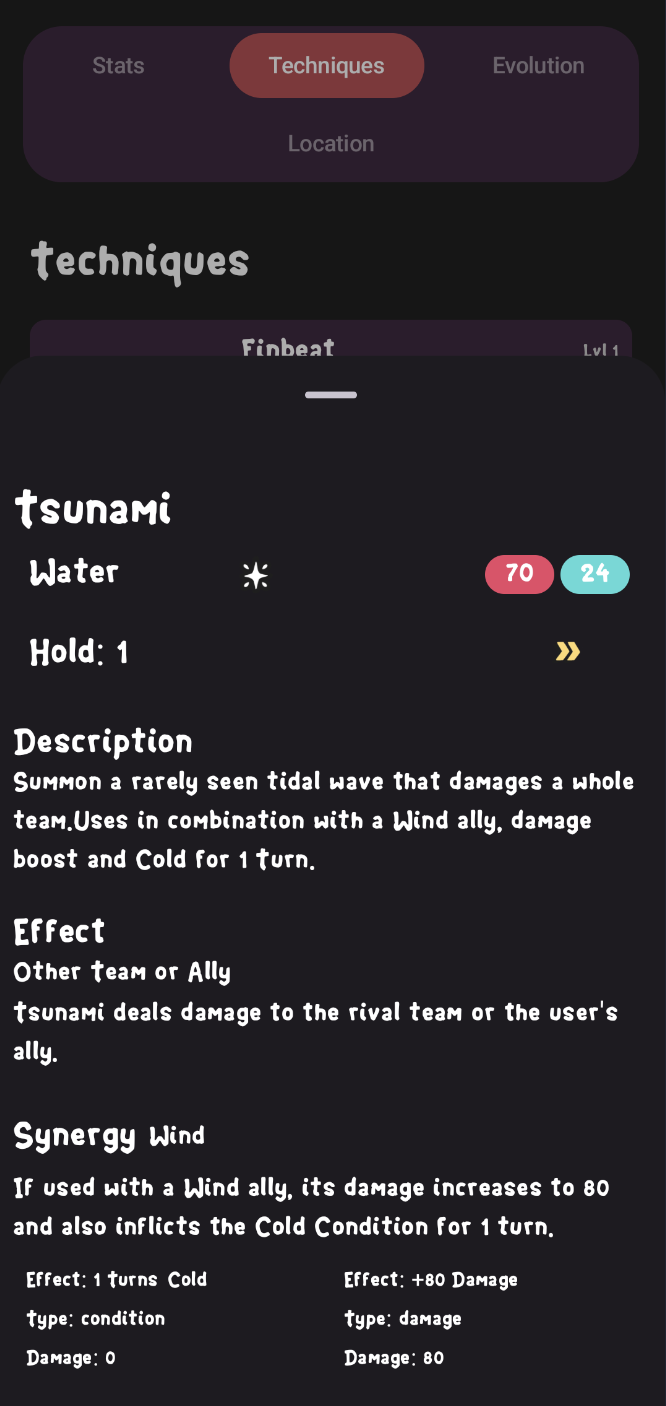 Stats
Techniques
Evolution
Location
Techniques
Finbeat
Lvl 1
Tsunami
Water
70
24
Hold: 1
Description
Summon a rarely seen tidal wave that damages a whole
team.Uses in combination with a Wind ally, damage
boost and Cold for 1 turn.
Effect
Other Team or Ally
Tsunami deals damage to the rival team or the user's
ally.
Synergy Wind
If used with a Wind ally, its damage increases to 80
and also inflicts the Cold Condition for 1 turn.
Effect: 1 turns Cold
Effect: +80 Damage
Type: condition
Type: damage
Damage: 0
Damage: 80